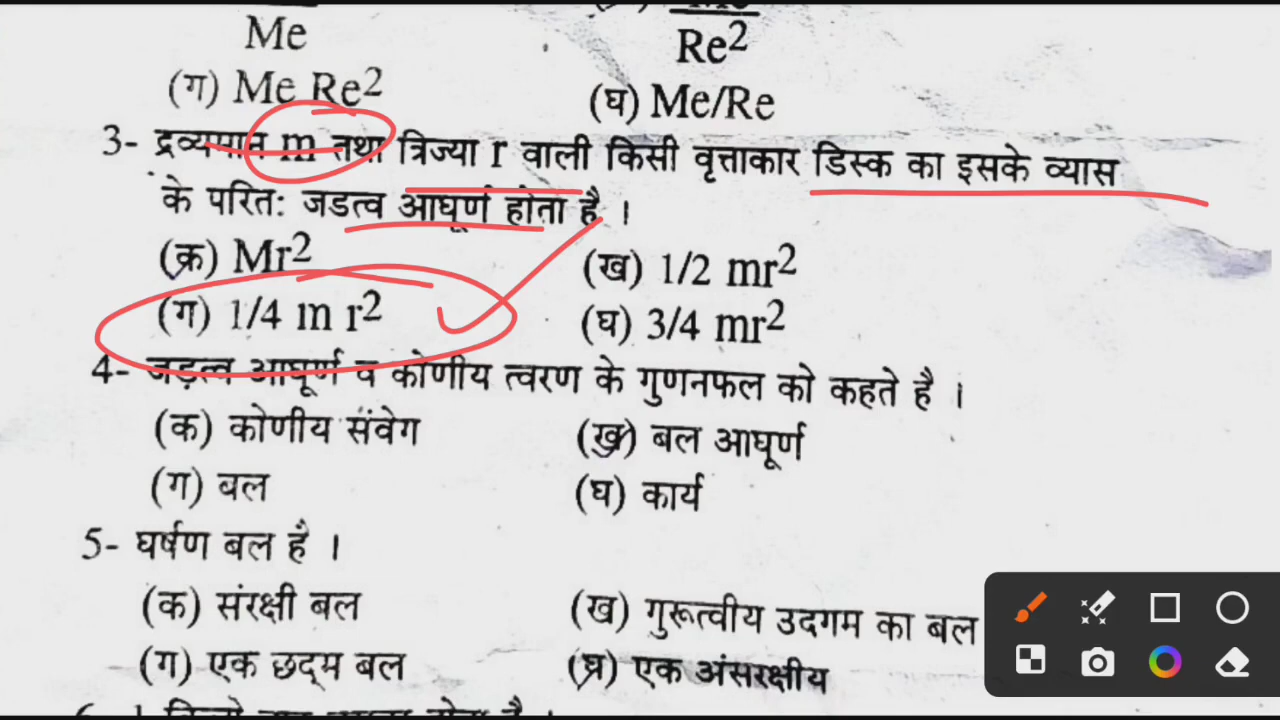 Me
Re2
(ग) Me Re2
(घ) Me/Re
3- द्रव्यमान m तथा त्रिज्या r वाली किसी वृत्ताकार डिस्क का इसके व्यास
के परितः जडत्व आघूर्ण होता है ।
(क) Mr2
(ख) 1/2 mr2
(ग) 1/4 m r2
(घ) 3/4 mr2
4- जड़त्व आघूर्ण व कोणीय त्वरण के गुणनफल को कहते है ।
(क) कोणीय संवेग
(ख) बल आघूर्ण
(ग) बल
(घ) कार्य
5- घर्षण बल है ।
(क) संरक्षी बल
(ख) गुरूत्वीय उदगम का बल
(ग) एक छद्म बल
(घ) एक अंसरक्षीय